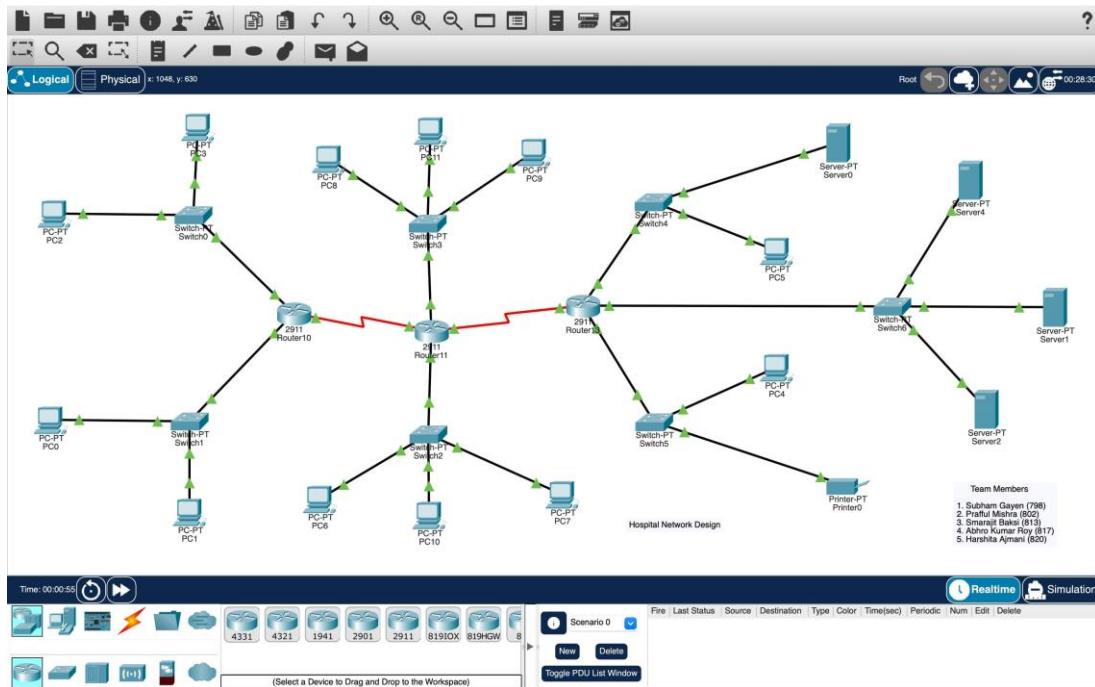 ?
Logical
Physical
x: 1048, y: 630
Root
00:28:30
PC-PT
PC3
PC-PT
PC2
Switch-PT
Switch0
PC-PT
PC8
PC-PT
PC11
PC-PT
PC9
Switch-PT
Switch3
Server-PT
Server0
Switch-PT
Switch4
PC-PT
PC5
Server-PT
Server4
2911
Router10
2911
Router11
2911
Router13
Switch-PT
Switch6
Server-PT
Server1
PC-PT
PC0
Switch-PT
Switch1
PC-PT
PC1
Switch-PT
Switch2
PC-PT
PC6
PC-PT
PC10
PC-PT
PC7
PC-PT
PC4
Switch-PT
Switch5
Server-PT
Server2
Printer-PT
Printer0
Hospital Network Design
Team Members
1. Subham Gayen (798)
2. Prafful Mishra (802)
3. Smarajit Baksi (813)
4. Abhro Kumar Roy (817)
5. Harshita Ajmani (820)
Time: 00:00:55
Realtime
Simulation
4331
4321
1941
2901
2911
819IOX
819HGW
8
(Select a Device to Drag and Drop to the Workspace)
Scenario 0
New
Delete
Toggle PDU List Window
Fire Last Status Source Destination Type Color Time(sec) Periodic Num Edit Delete